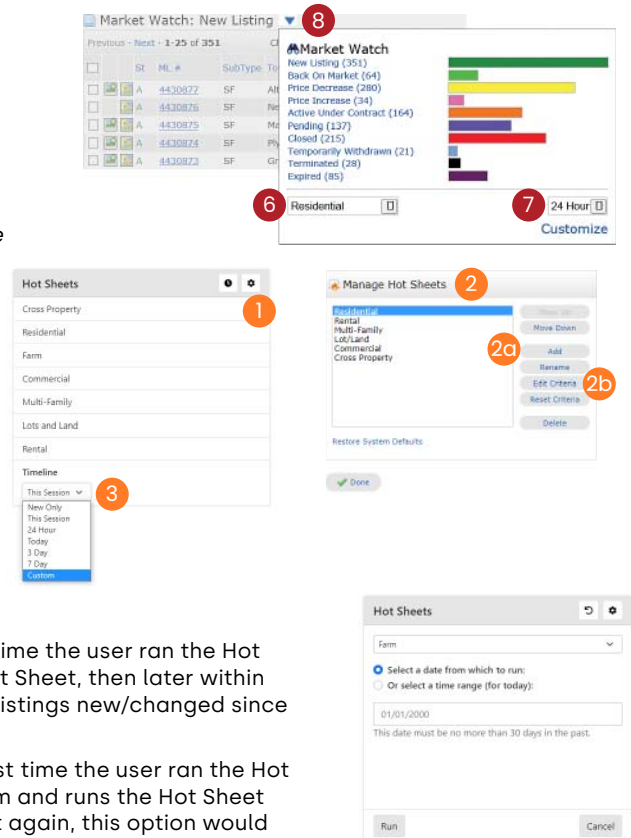 Market Watch: New Listing
8
Previous - Next · 1-25 of 351
St ML # SubType
A 4430877 SF
A 4430876 SF
A 4430875 SF
A 4430874 SF
A 4430873 SF
Market Watch
New Listing (351)
Back On Market (64)
Price Decrease (280)
Price Increase (34)
Active Under Contract (164)
Pending (137)
Closed (215)
Temporarily Withdrawn (21)
Terminated (28)
Expired (85)
6
Residential
7
24 Hour
Customize
Hot Sheets
1
Cross Property
Residential
Farm
Commercial
Multi-Family
Lots and Land
Rental
Timeline
This Session
3
New Only
This Session
24 Hour
Today
3 Day
7 Day
Custom
Manage Hot Sheets
2
Residential
Rental
Multi-Family
Lot/Land
Commercial
Cross Property
Move Up
Move Down
2a
Add
Rename
Edit Criteria
2b
Reset Criteria
Delete
Restore System Defaults
Done
ime the user ran the Hot
t Sheet, then later within
listings new/changed since
st time the user ran the Hot
m and runs the Hot Sheet
t again, this option would
Hot Sheets
Farm
Select a date from which to run:
Or select a time range (for today):
01/01/2000
This date must be no more than 30 days in the past.
Run
Cancel